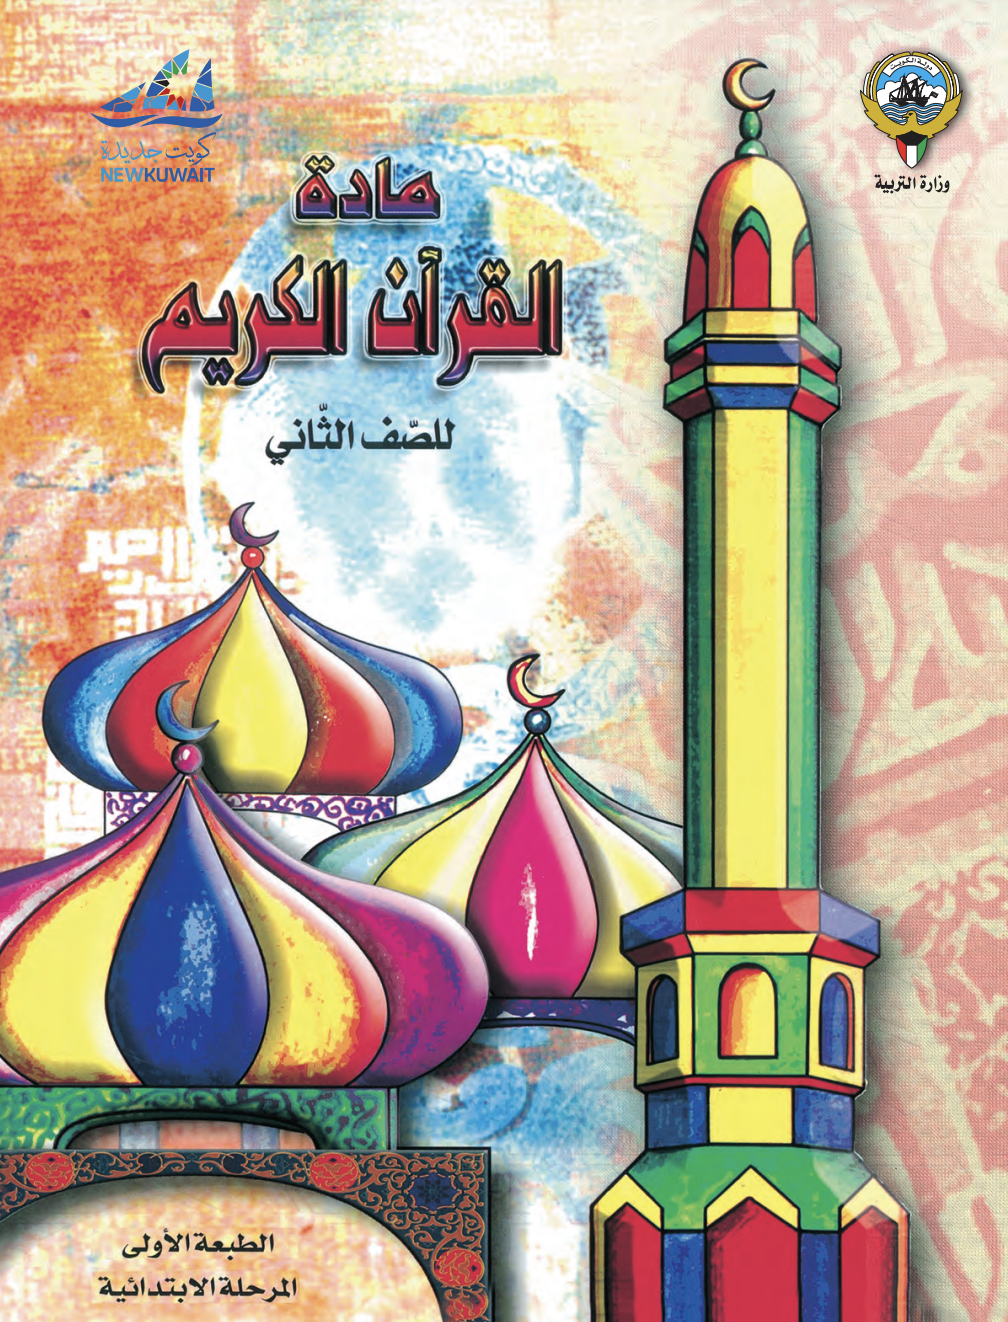 دولة الكويت
وزارة التربية
كويت جديدة
NEWKUWAIT
مادة
القرآن الكريم
للصّف الثّاني
الطبعة الأولى
المرحلة الابتدائية